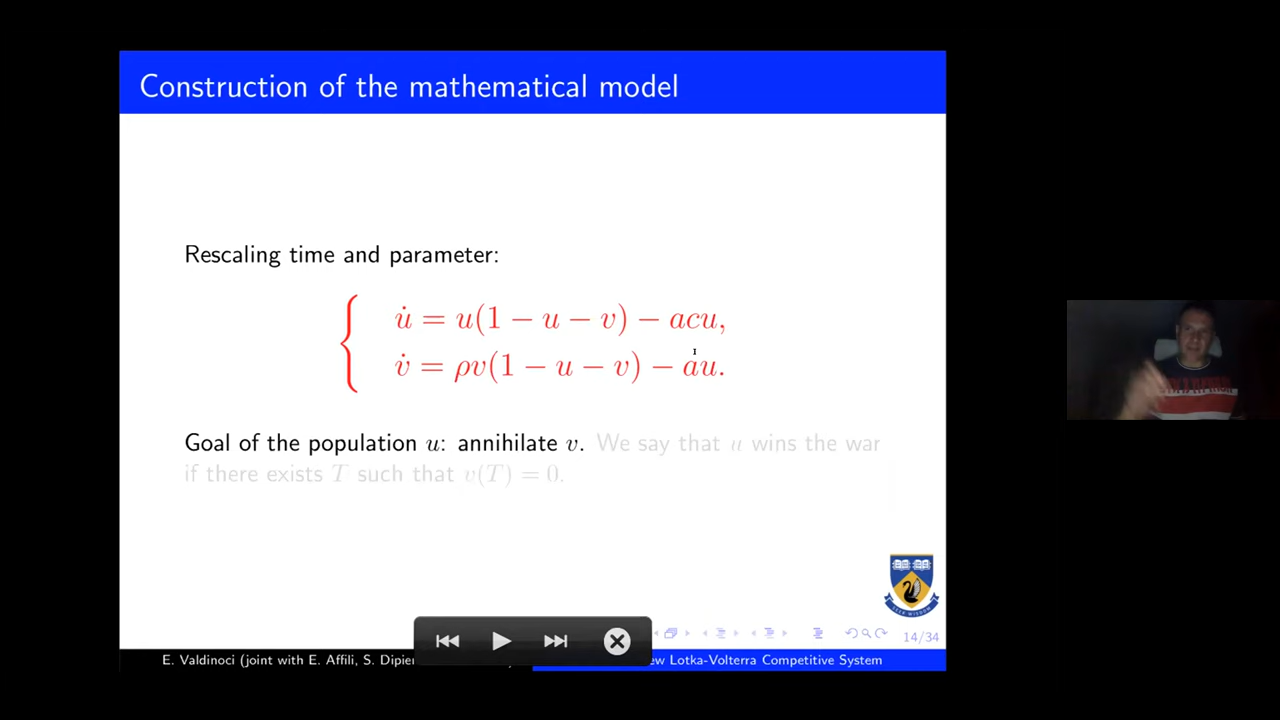 Construction of the mathematical model
Rescaling time and parameter:
u̇ = u(1 − u − v) − acu,
v̇ = ρv(1 − u − v) − au.
Goal of the population u: annihilate v. We say that u wins the war
if there exists T such that v(T) = 0.
14/34
E. Valdinoci (joint with E. Affili, S. Dipier
ew Lotka-Volterra Competitive System